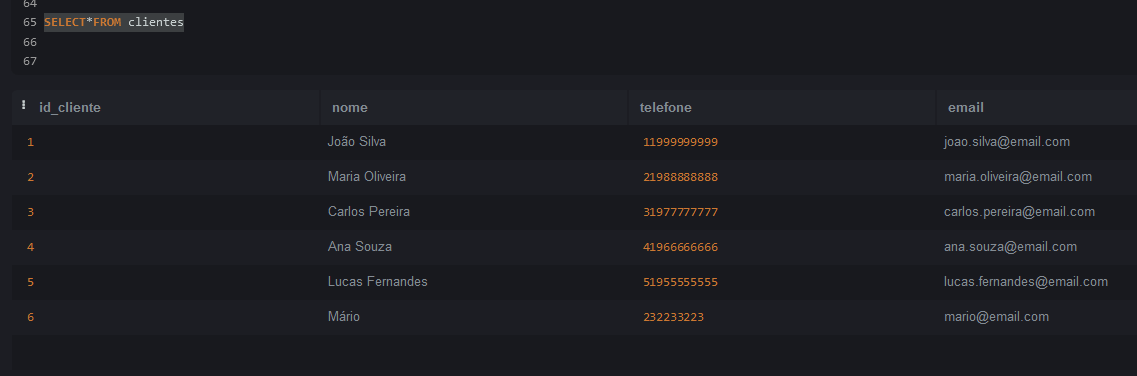 64
65 SELECT*FROM clientes
66
67
id_cliente nome telefone email
1 João Silva 11999999999 joao.silva@email.com
2 Maria Oliveira 21988888888 maria.oliveira@email.com
3 Carlos Pereira 31977777777 carlos.pereira@email.com
4 Ana Souza 41966666666 ana.souza@email.com
5 Lucas Fernandes 51955555555 lucas.fernandes@email.com
6 Mário 232233223 mario@email.com